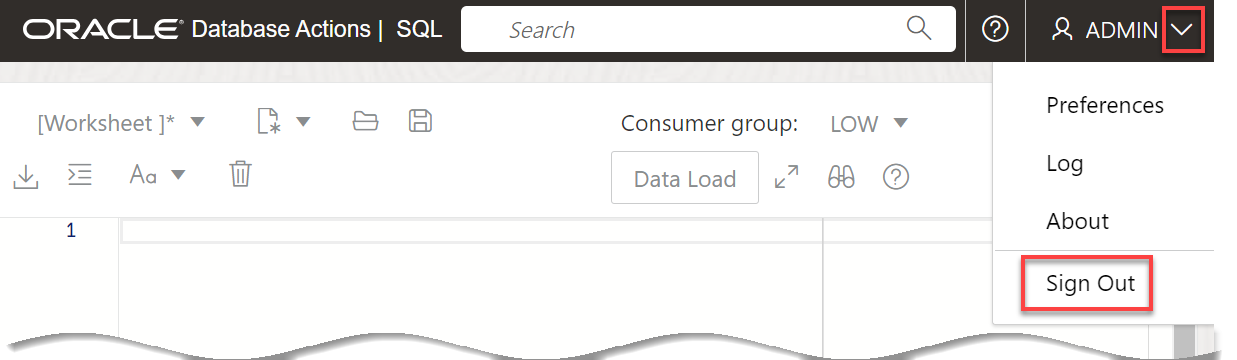 ORACLE® Database Actions | SQL
Search
ADMIN
Preferences
Log
About
Sign Out
[Worksheet ]*
Consumer group: LOW
Aa
Data Load
1